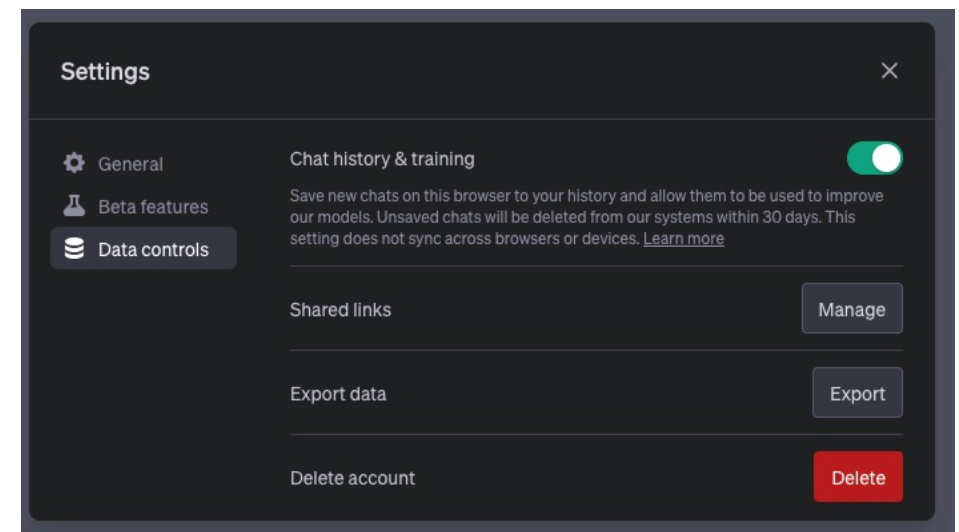 Settings
General
Beta features
Data controls
Chat history & training
Save new chats on this browser to your history and allow them to be used to improve
our models. Unsaved chats will be deleted from our systems within 30 days. This
setting does not sync across browsers or devices. Learn more
Shared links
Manage
Export data
Export
Delete account
Delete